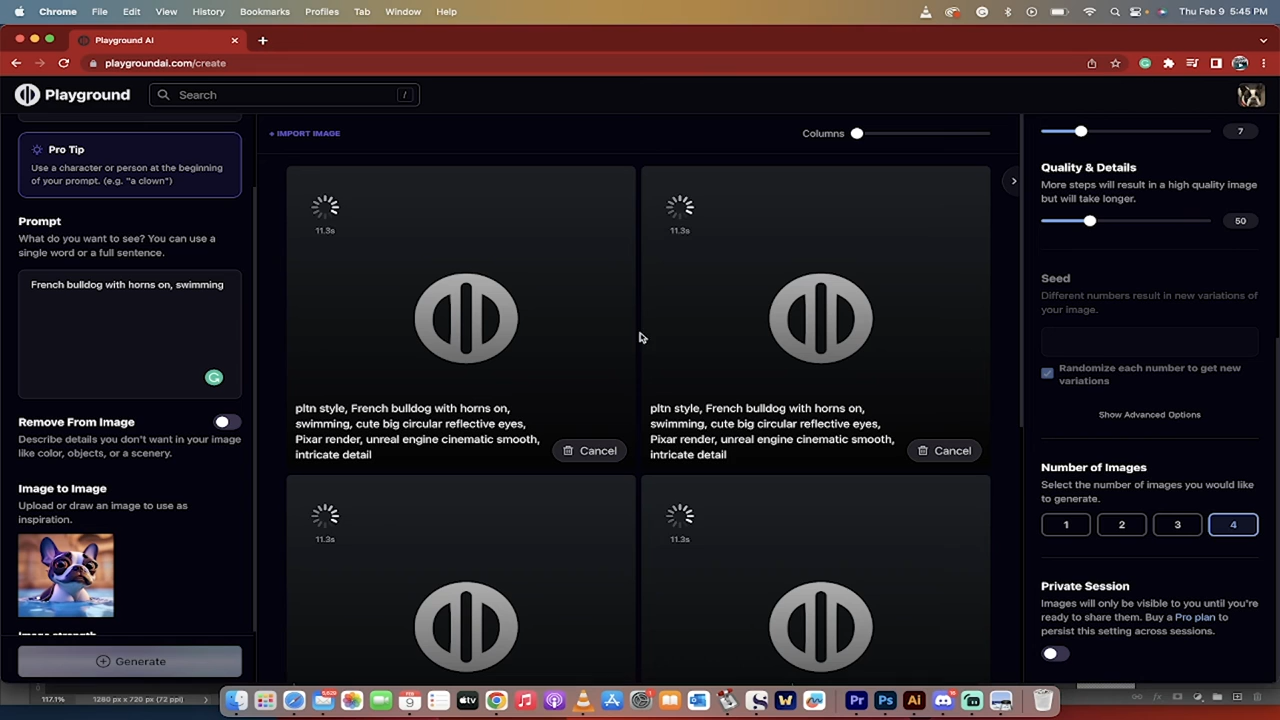 Chrome File Edit View History Bookmarks Profiles Tab Window Help
Thu Feb 9 5:45 PM
Playground AI
playgroundai.com/create
Playground
Search /
Pro Tip
Use a character or person at the beginning
of your prompt. (e.g. "a clown")
Prompt
What do you want to see? You can use a
single word or a full sentence.
French bulldog with horns on, swimming
Remove From Image
Describe details you don't want in your image
like color, objects, or a scenery.
Image to Image
Upload or draw an image to use as
inspiration.
Generate
+ IMPORT IMAGE
Columns
11.3s
pltn style, French bulldog with horns on,
swimming, cute big circular reflective eyes,
Pixar render, unreal engine cinematic smooth,
intricate detail
Cancel
11.3s
pltn style, French bulldog with horns on,
swimming, cute big circular reflective eyes,
Pixar render, unreal engine cinematic smooth,
intricate detail
Cancel
11.3s
11.3s
7
Quality & Details
More steps will result in a high quality image
but will take longer.
50
Seed
Different numbers result in new variations of
your image.
Randomize each number to get new
variations
Show Advanced Options
Number of Images
Select the number of images you would like
to generate.
1 2 3 4
Private Session
Images will only be visible to you until you're
ready to share them. Buy a Pro plan to
persist this setting across sessions.
117.1% 1280 px x 720 px (72 ppi)